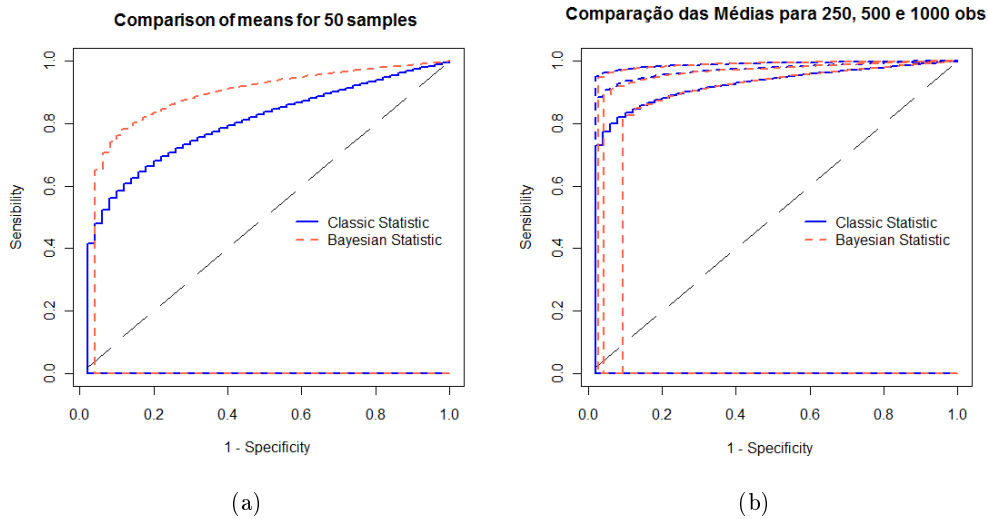 Comparison of means for 50 samples
1.0
0.8
0.6
0.4
0.2
0.0
Sensibility
Classic Statistic
Bayesian Statistic
0.0 0.2 0.4 0.6 0.8 1.0
1 - Specificity
(a)
Comparação das Médias para 250, 500 e 1000 obs
1.0
0.8
0.6
0.4
0.2
0.0
Sensibility
Classic Statistic
Bayesian Statistic
0.0 0.2 0.4 0.6 0.8 1.0
1 - Specificity
(b)